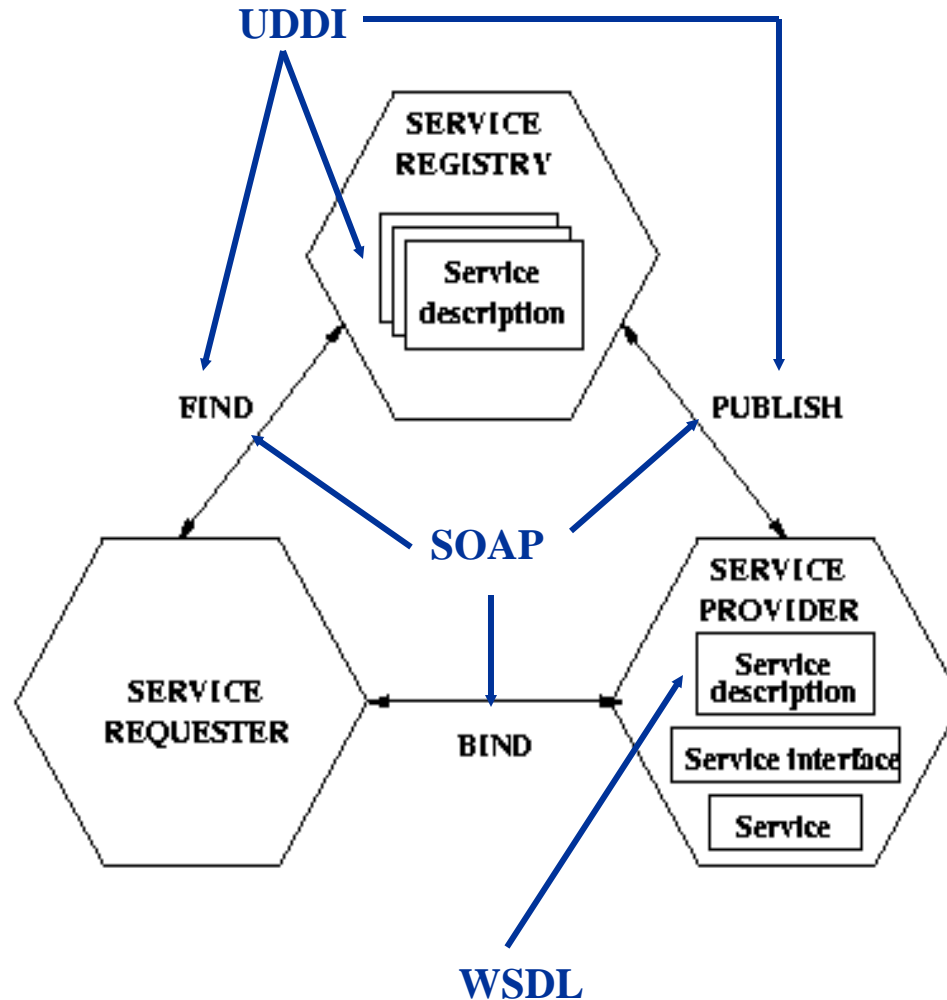 UDDI
SERVICE
REGISTRY
Service
description
FIND
PUBLISH
SOAP
SERVICE
REQUESTER
BIND
SERVICE
PROVIDER
Service
description
Service interface
Service
WSDL